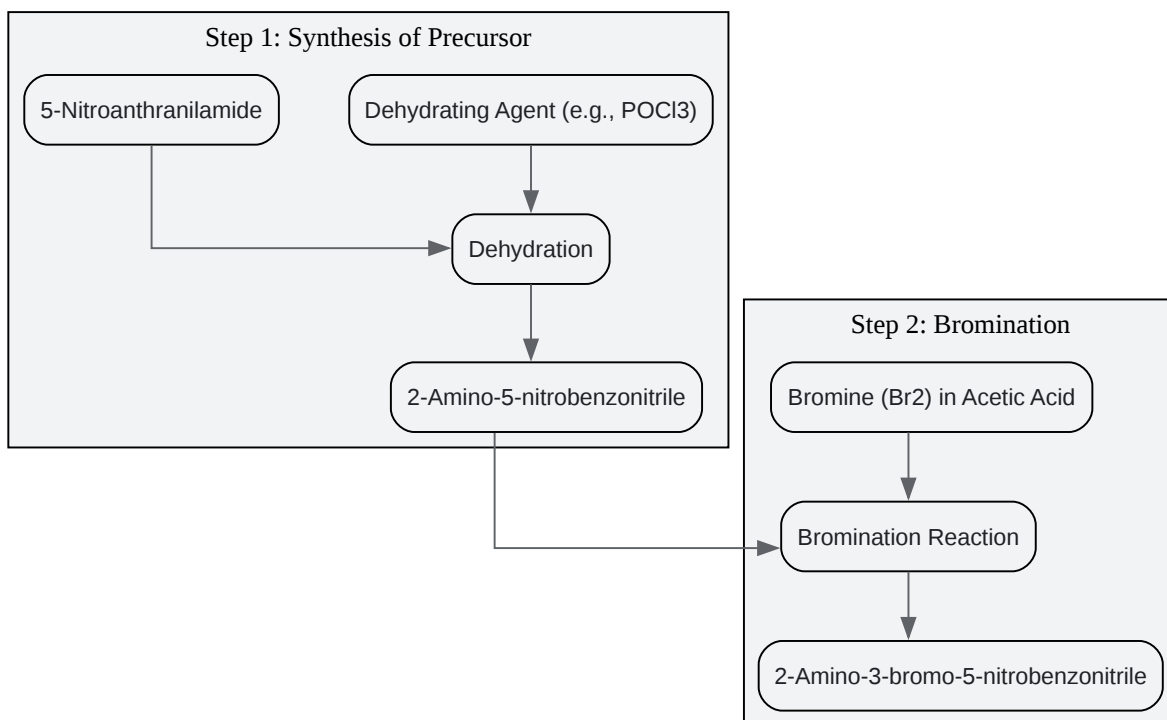 Step 1: Synthesis of Precursor
5-Nitroanthranilamide
Dehydrating Agent (e.g., POCl3)
Dehydration
2-Amino-5-nitrobenzonitrile
Step 2: Bromination
Bromine (Br2) in Acetic Acid
Bromination Reaction
2-Amino-3-bromo-5-nitrobenzonitrile